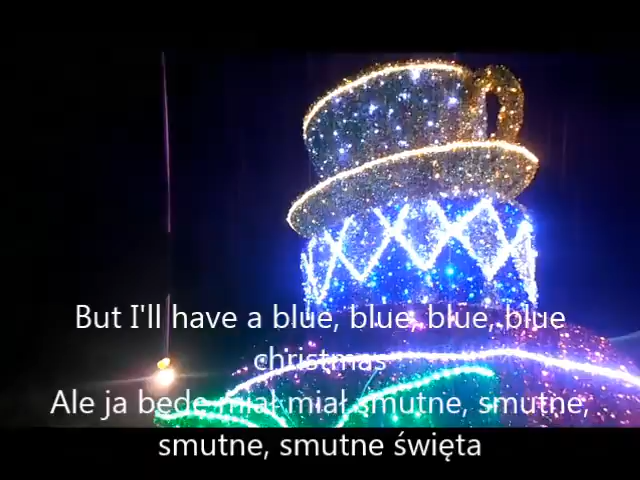 But I'll have a blue, blue, blue, blue
christmas
Ale ja będę miał miał smutne, smutne,
smutne, smutne święta